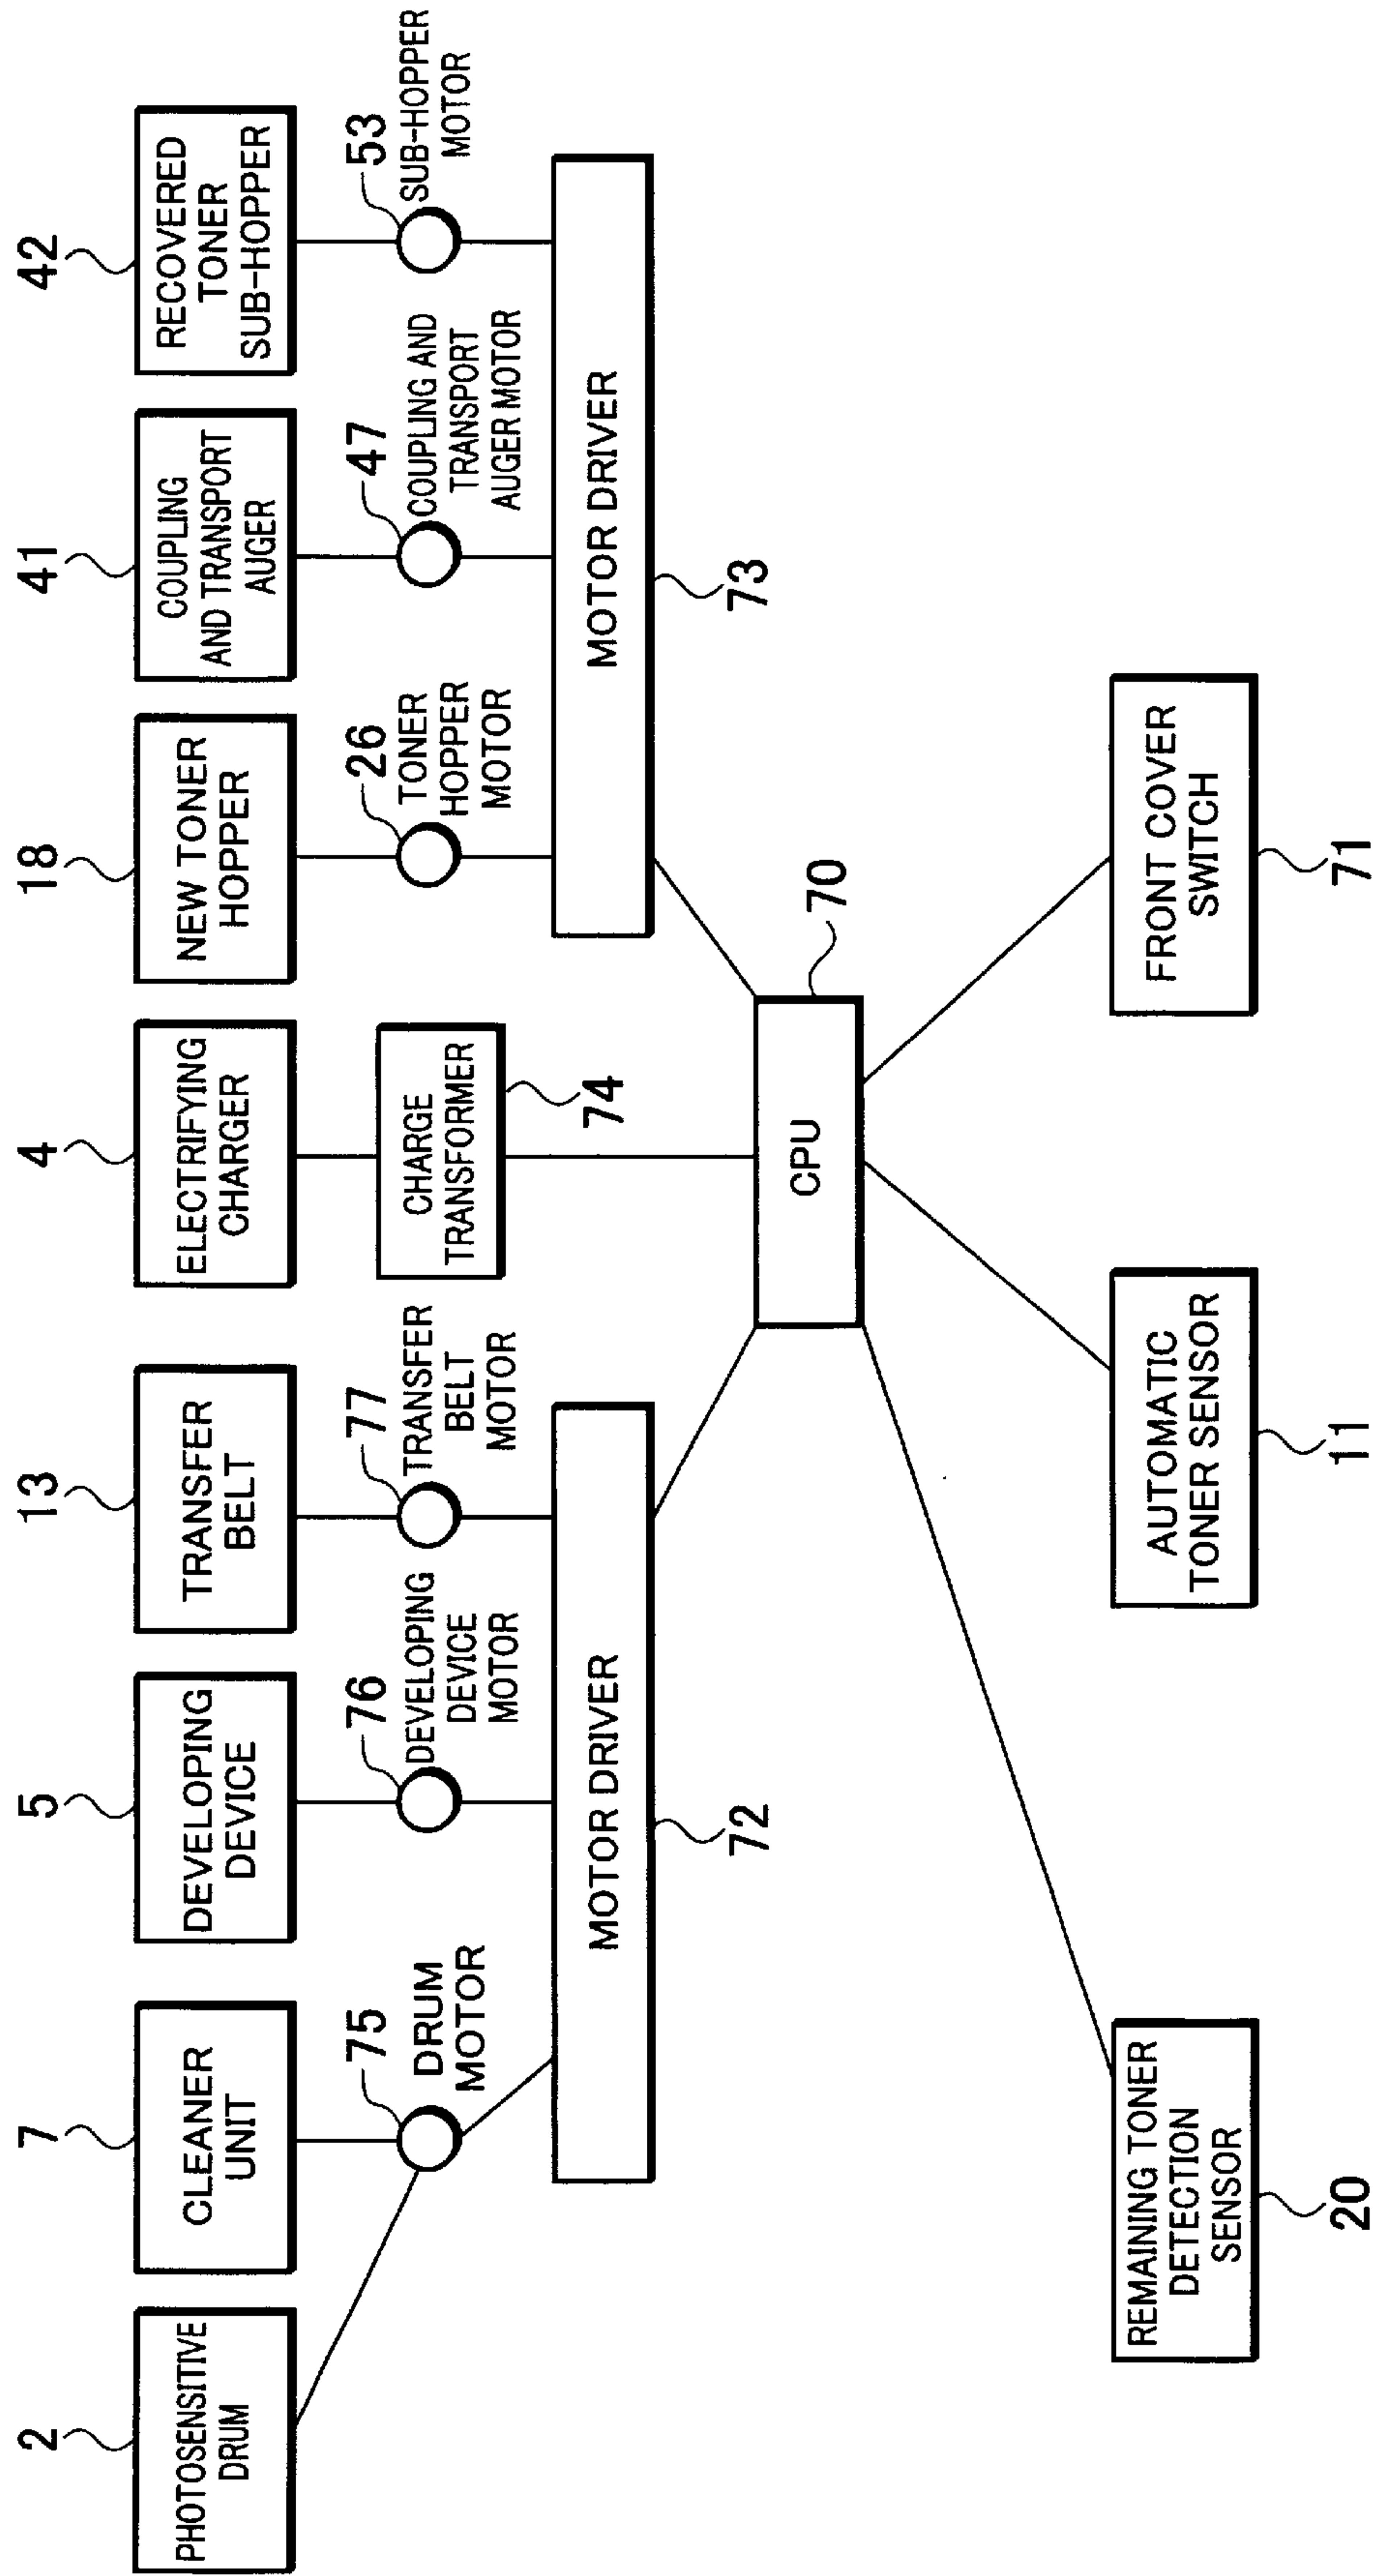 2
7
5
13
4
18
41
42
PHOTOSENSITIVE
DRUM
CLEANER
UNIT
DEVELOPING
DEVICE
TRANSFER
BELT
ELECTRIFYING
CHARGER
NEW TONER
HOPPER
COUPLING
AND TRANSPORT
AUGER
RECOVERED
TONER
SUB-HOPPER
75
DRUM
MOTOR
76
DEVELOPING
DEVICE
MOTOR
77
TRANSFER
BELT
MOTOR
CHARGE
TRANSFORMER
74
26
TONER
HOPPER
MOTOR
47
COUPLING AND
TRANSPORT
AUGER MOTOR
53
SUB-HOPPER
MOTOR
MOTOR DRIVER
72
MOTOR DRIVER
73
CPU
70
REMAINING TONER
DETECTION
SENSOR
20
AUTOMATIC
TONER SENSOR
11
FRONT COVER
SWITCH
71